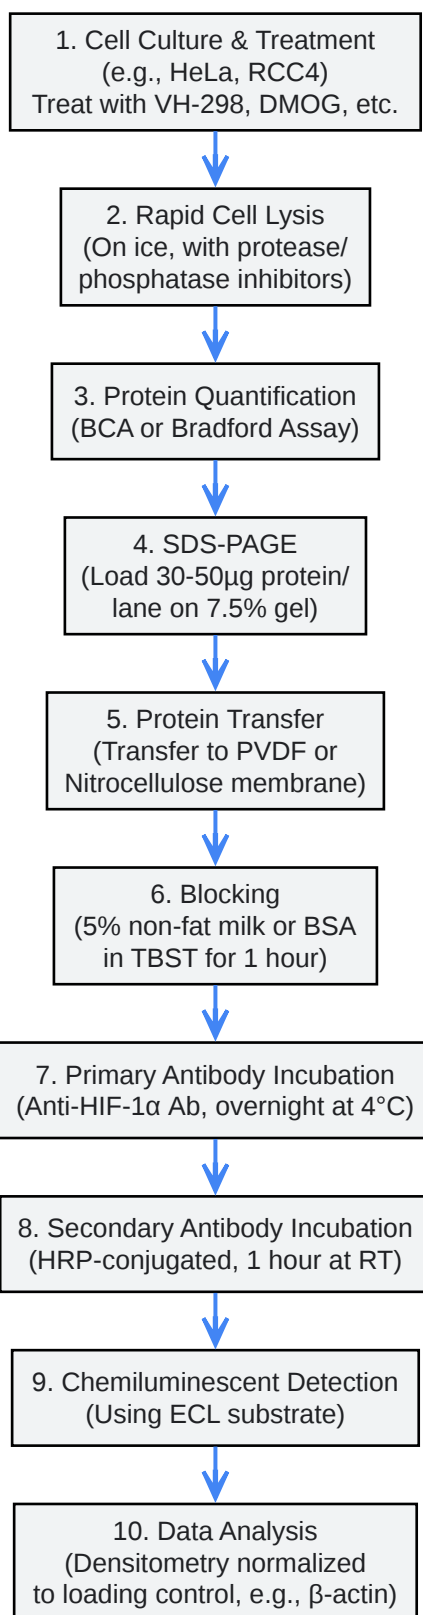 1. Cell Culture & Treatment
(e.g., HeLa, RCC4)
Treat with VH-298, DMOG, etc.
2. Rapid Cell Lysis
(On ice, with protease/
phosphatase inhibitors)
3. Protein Quantification
(BCA or Bradford Assay)
4. SDS-PAGE
(Load 30-50µg protein/
lane on 7.5% gel)
5. Protein Transfer
(Transfer to PVDF or
Nitrocellulose membrane)
6. Blocking
(5% non-fat milk or BSA
in TBST for 1 hour)
7. Primary Antibody Incubation
(Anti-HIF-1α Ab, overnight at 4°C)
8. Secondary Antibody Incubation
(HRP-conjugated, 1 hour at RT)
9. Chemiluminescent Detection
(Using ECL substrate)
10. Data Analysis
(Densitometry normalized
to loading control, e.g., β-actin)